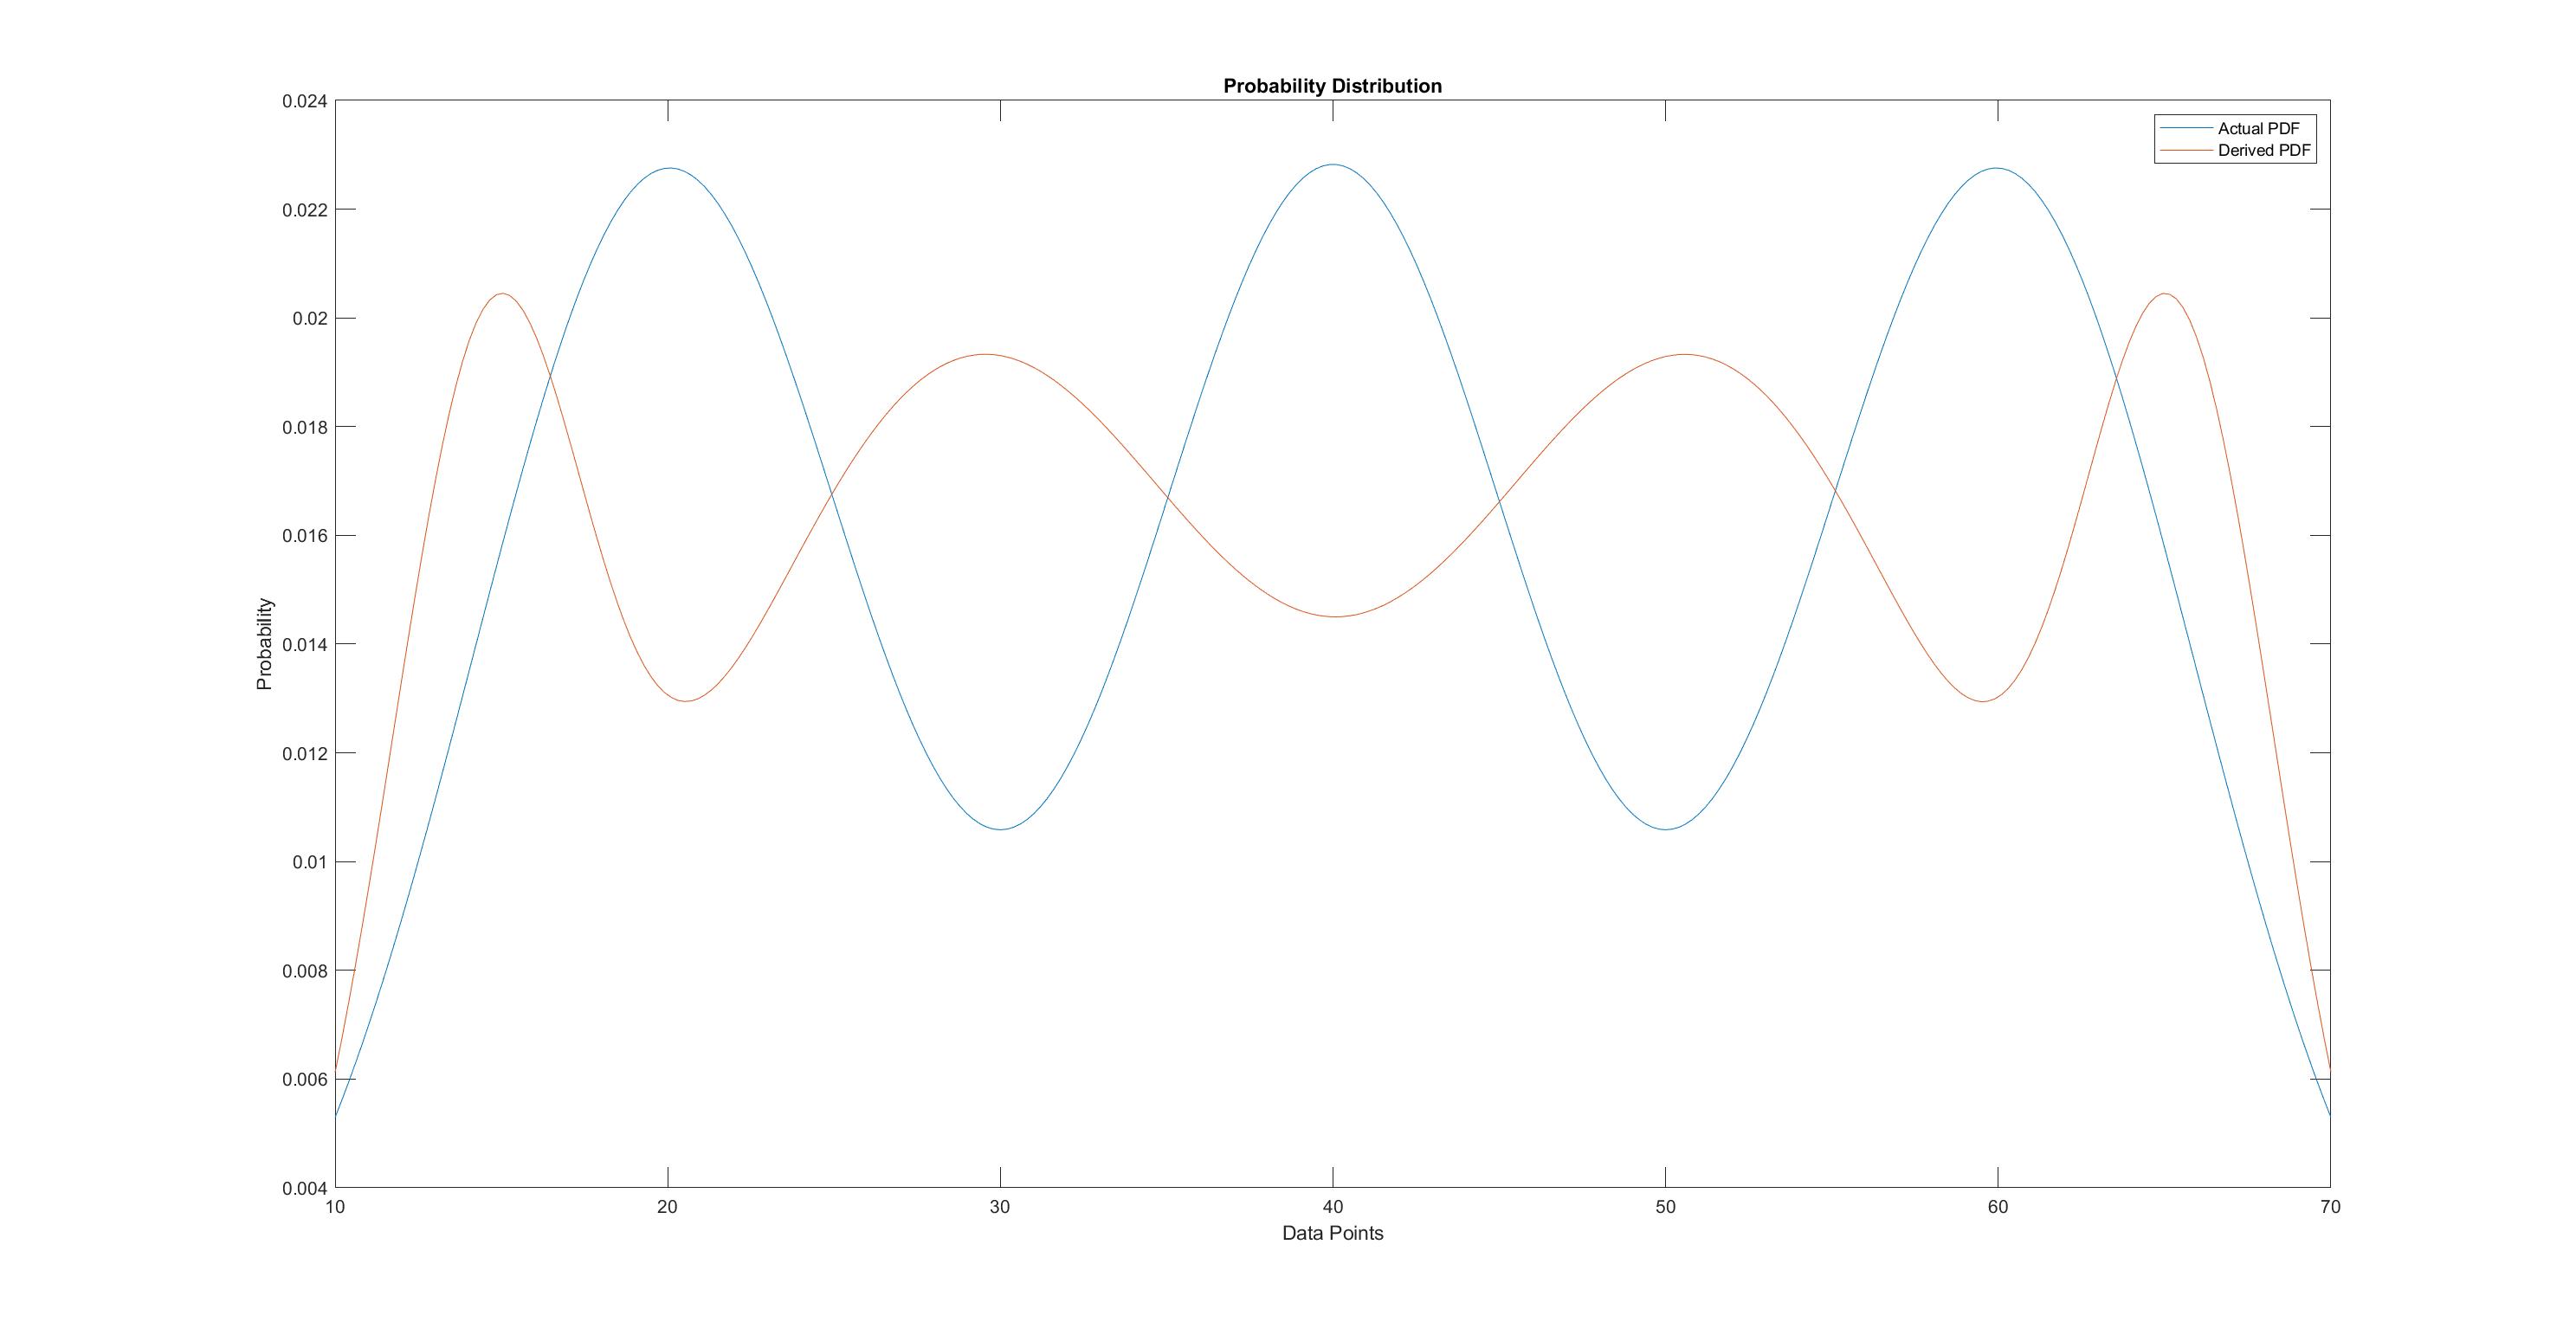 Probability Distribution
0.024
0.022
0.02
0.018
0.016
0.014
0.012
0.01
0.008
0.006
0.004
Probability
10 20 30 40 50 60 70
Data Points
Actual PDF
Derived PDF